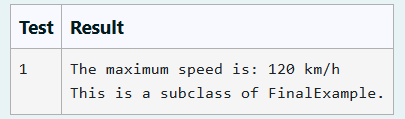 Test Result
1 The maximum speed is: 120 km/h
This is a subclass of FinalExample.